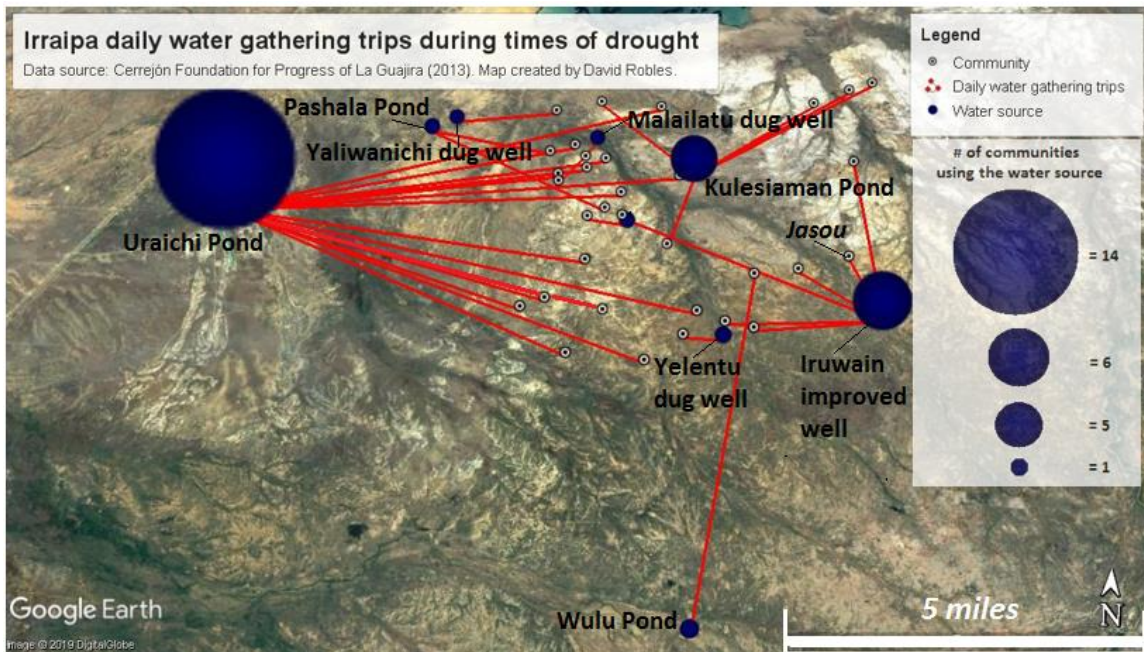 Irraipa daily water gathering trips during times of drought
Data source: Cerrejón Foundation for Progress of La Guajira (2013). Map created by David Robles.
Legend
Community
Daily water gathering trips
Water source
# of communities
using the water source
= 14
= 6
= 5
= 1
Pashala Pond
Malailatu dug well
Yaliwanichi dug well
Kulesiaman Pond
Uraichi Pond
Jasou
Yelentu
dug well
Iruwain
improved
well
Wulu Pond
5 miles
N
Google Earth
Image © 2019 DigitalGlobe